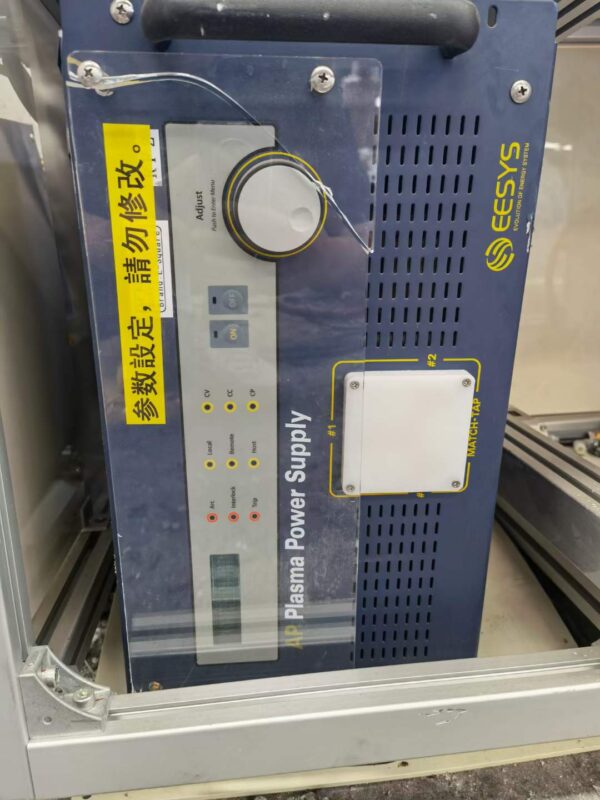 参数設定，請勿修改。
Adjust
Push to Enter Menu
OFF
ON
CV
CC
CP
Local
Remote
Host
Arc
Interlock
Trip
AP Plasma Power Supply
EESYS
EVOLUTION OF ENERGY SYSTEM
#1
#2
MATCH-TAP